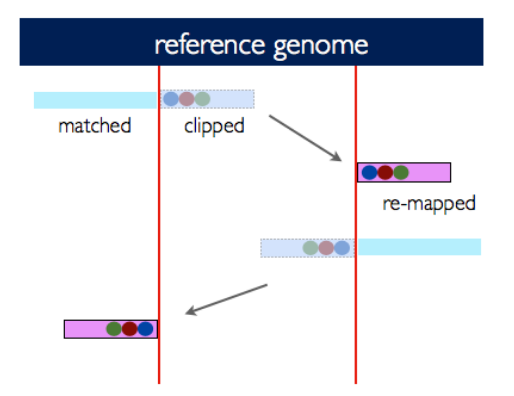 reference genome
matched
clipped
re-mapped